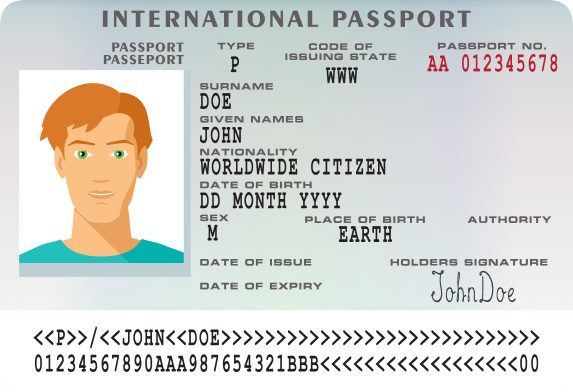 INTERNATIONAL PASSPORT
PASSPORT
PASSEPORT
TYPE
P
CODE OF
ISSUING STATE
WWW
PASSPORT NO.
AA 012345678
SURNAME
DOE
GIVEN NAMES
JOHN
NATIONALITY
WORLDWIDE CITIZEN
DATE OF BIRTH
DD MONTH YYYY
SEX
M
PLACE OF BIRTH
EARTH
AUTHORITY
DATE OF ISSUE
HOLDERS SIGNATURE
JohnDoe
DATE OF EXPIRY
<<P>>/<<JOHN<<DOE>>>>>>>>>>>>>>>>>>>>>>>>>>>>
01234567890AAA987654321BBB<<<<<<<<<<<<<<<<<<<00